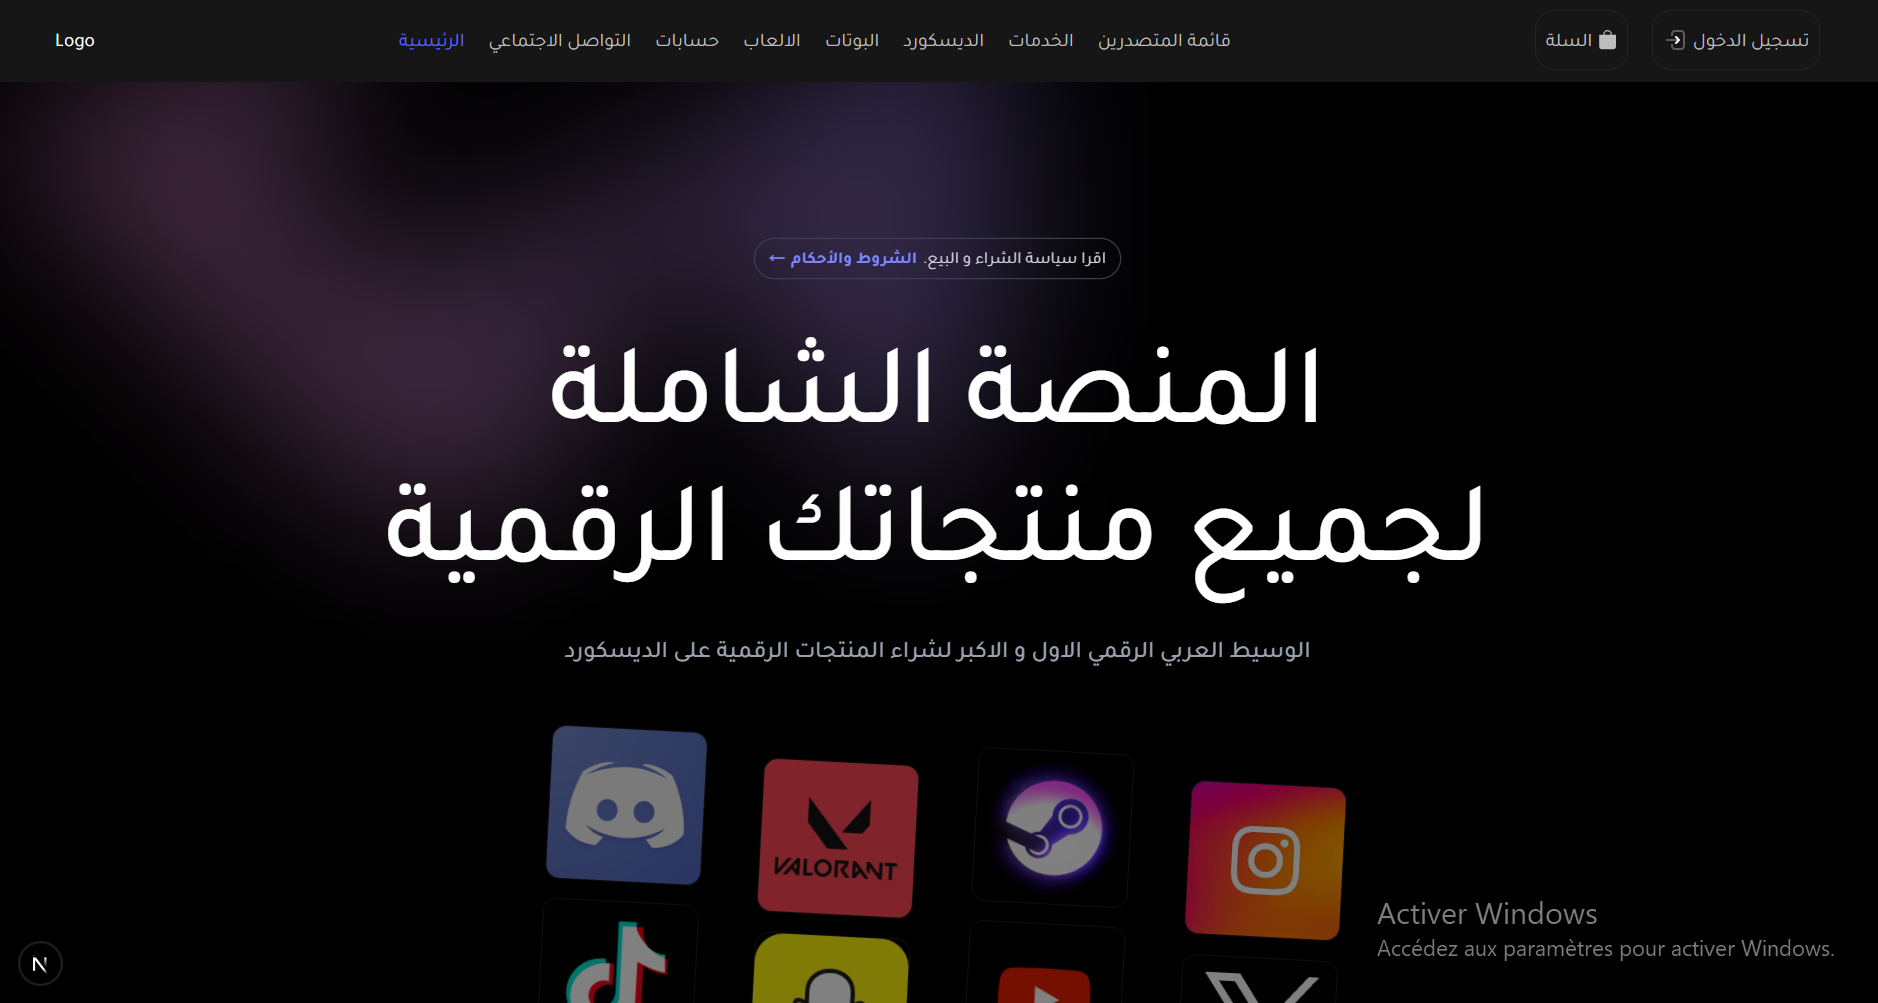 Logo
الرئيسية
التواصل الاجتماعي
حسابات
الالعاب
البوتات
الديسكورد
الخدمات
قائمة المتصدرين
السلة
تسجيل الدخول
اقرا سياسة الشراء و البيع. الشروط والأحكام ←
المنصة الشاملة
لجميع منتجاتك الرقمية
الوسيط العربي الرقمي الاول و الاكبر لشراء المنتجات الرقمية على الديسكورد
VALORANT
Activer Windows
Accédez aux paramètres pour activer Windows.
N